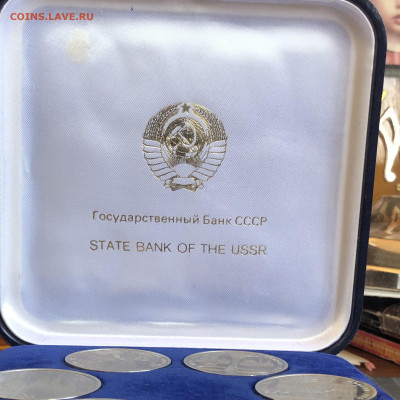 COINS.LAVE.RU
Государственный Банк СССР
STATE BANK OF THE USSR